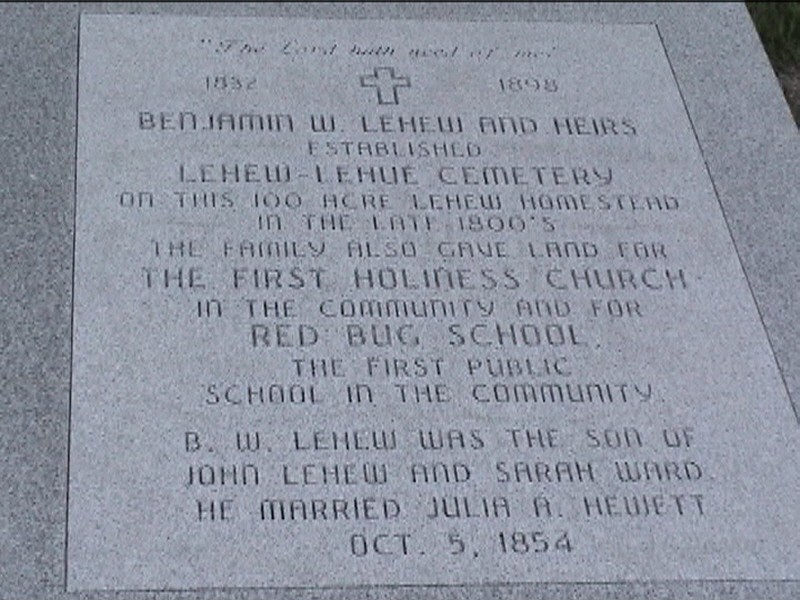 "The Lord hath need of me"
1832 1898
BENJAMIN W. LEHEW AND HEIRS
ESTABLISHED
LEHEW-LEHUE CEMETERY
ON THIS 100 ACRE LEHEW HOMESTEAD
IN THE LATE 1800'S
THE FAMILY ALSO GAVE LAND FOR
THE FIRST HOLINESS CHURCH
IN THE COMMUNITY AND FOR
RED BUG SCHOOL,
THE FIRST PUBLIC
SCHOOL IN THE COMMUNITY.
B. W. LEHEW WAS THE SON OF
JOHN LEHEW AND SARAH WARD.
HE MARRIED JULIA A. HEWETT
OCT. 5, 1854